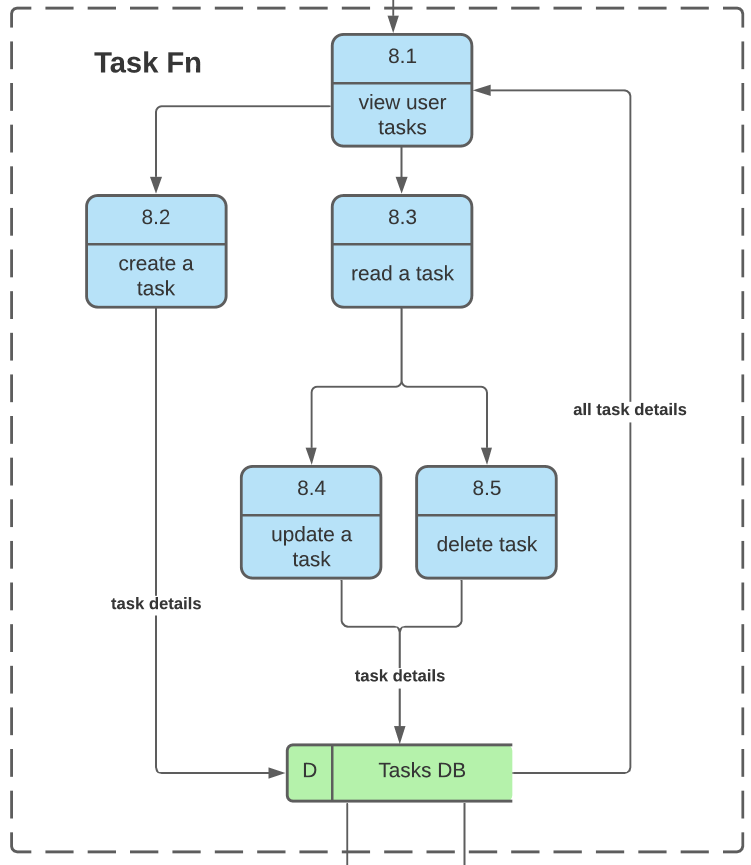 Task Fn
8.1
view user
tasks
8.2
create a
task
8.3
read a task
all task details
8.4
update a
task
8.5
delete task
task details
task details
D
Tasks DB